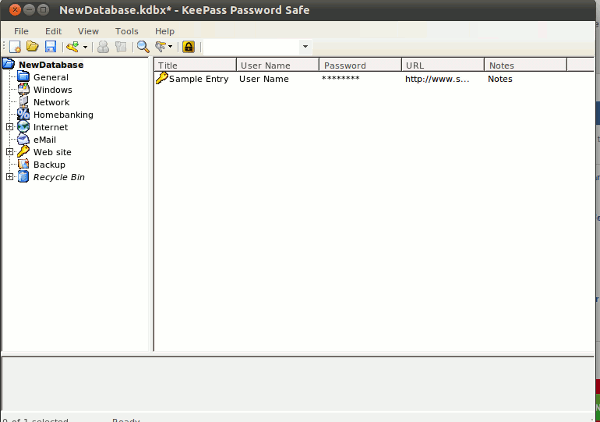 NewDatabase.kdbx* - KeePass Password Safe
File Edit View Tools Help
NewDatabase
General
Windows
Network
Homebanking
Internet
eMail
Web site
Backup
Recycle Bin
Title User Name Password URL Notes
Sample Entry User Name ******** http://www.s... Notes
0 of 1 selected Ready